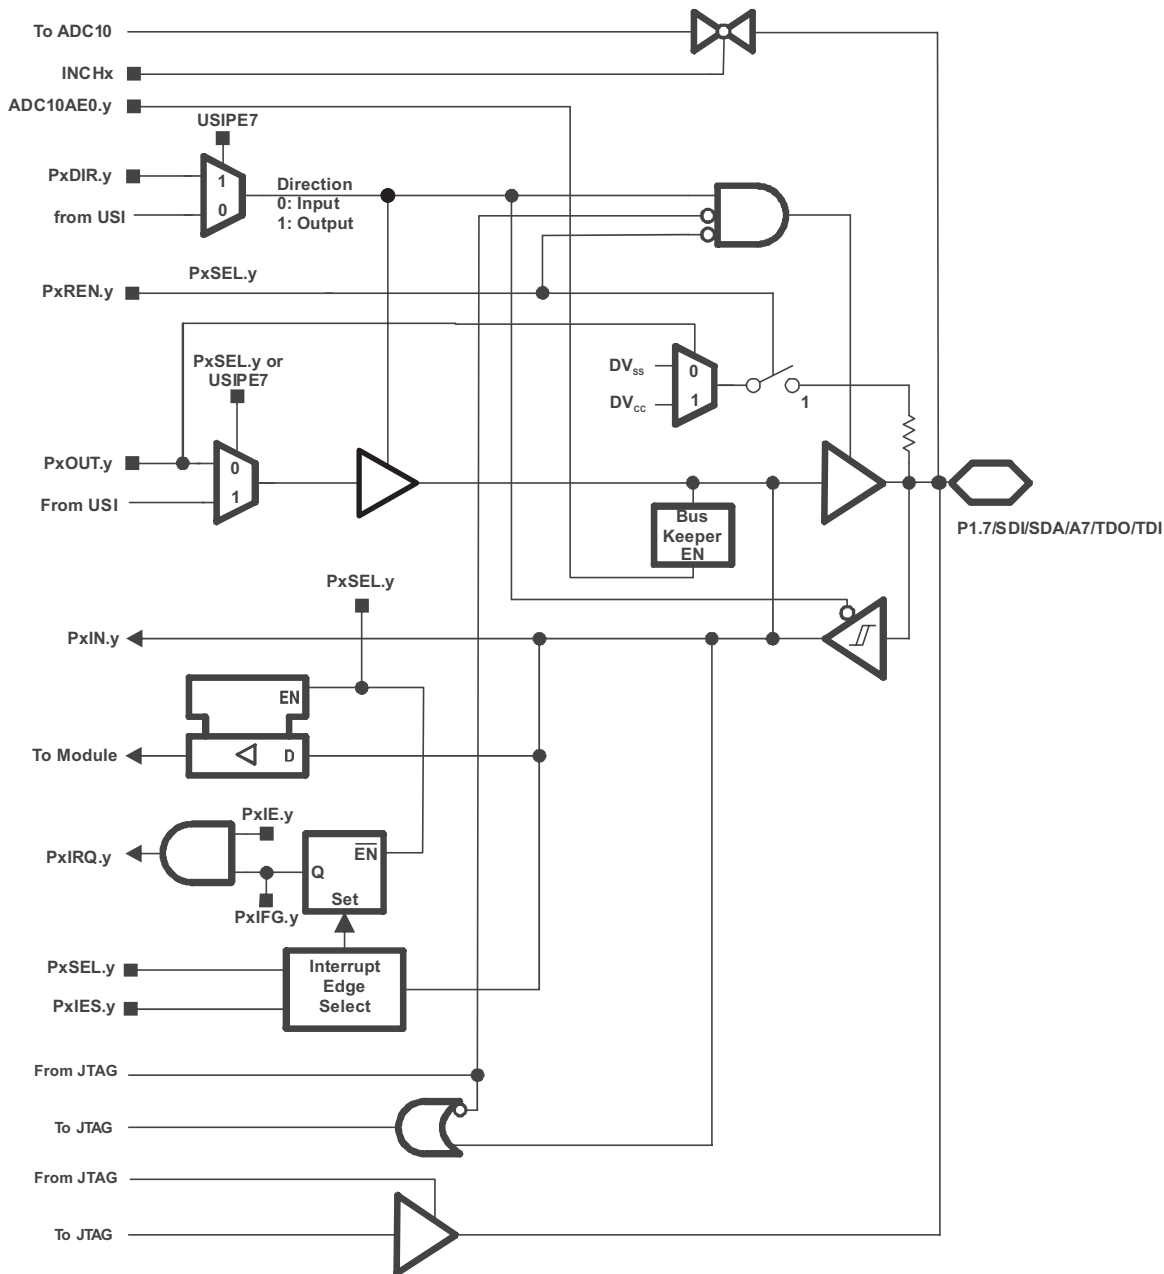 To ADC10
INCHx
ADC10AE0.y
USIPE7
PxDIR.y
1
from USI
0
Direction
0: Input
1: Output
PxSEL.y
PxREN.y
PxSEL.y or
USIPE7
DVSS
0
DVCC
1
1
PxOUT.y
0
From USI
1
Bus
Keeper
EN
P1.7/SDI/SDA/A7/TDO/TDI
PxSEL.y
PxIN.y
EN
To Module
D
PxIE.y
PxIRQ.y
EN
Q
Set
PxIFG.y
PxSEL.y
PxIES.y
Interrupt
Edge
Select
From JTAG
To JTAG
From JTAG
To JTAG